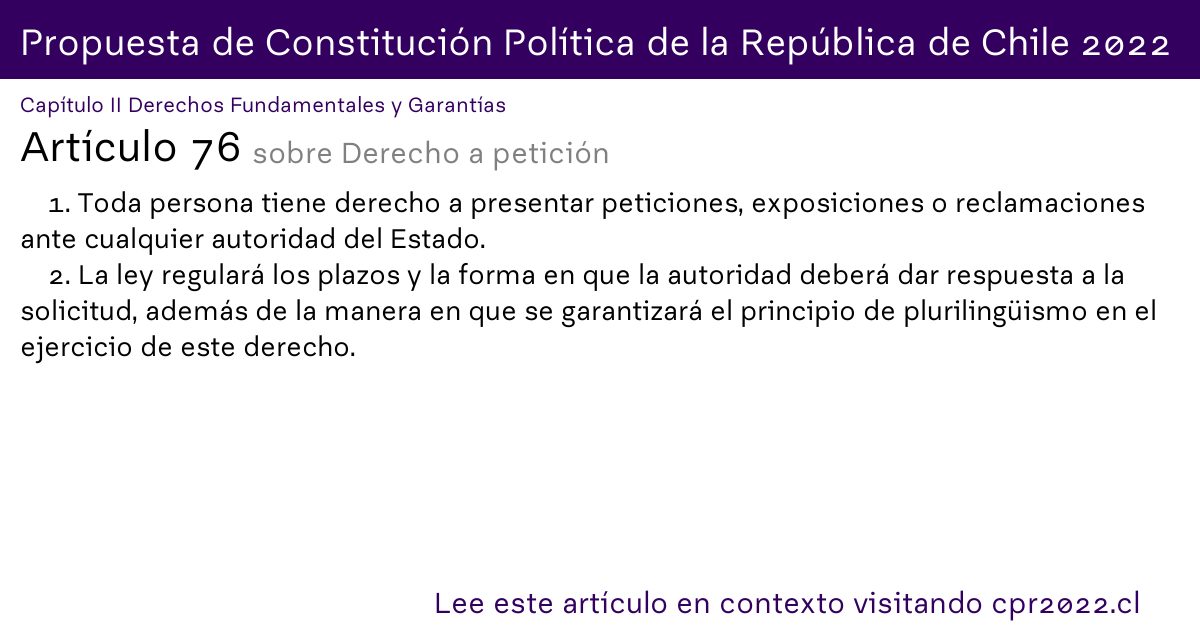 Propuesta de Constitución Política de la República de Chile 2022
Capítulo II Derechos Fundamentales y Garantías
Artículo 76 sobre Derecho a petición
1. Toda persona tiene derecho a presentar peticiones, exposiciones o reclamaciones
ante cualquier autoridad del Estado.
2. La ley regulará los plazos y la forma en que la autoridad deberá dar respuesta a la
solicitud, además de la manera en que se garantizará el principio de plurilingüismo en el
ejercicio de este derecho.
Lee este artículo en contexto visitando cpr2022.cl